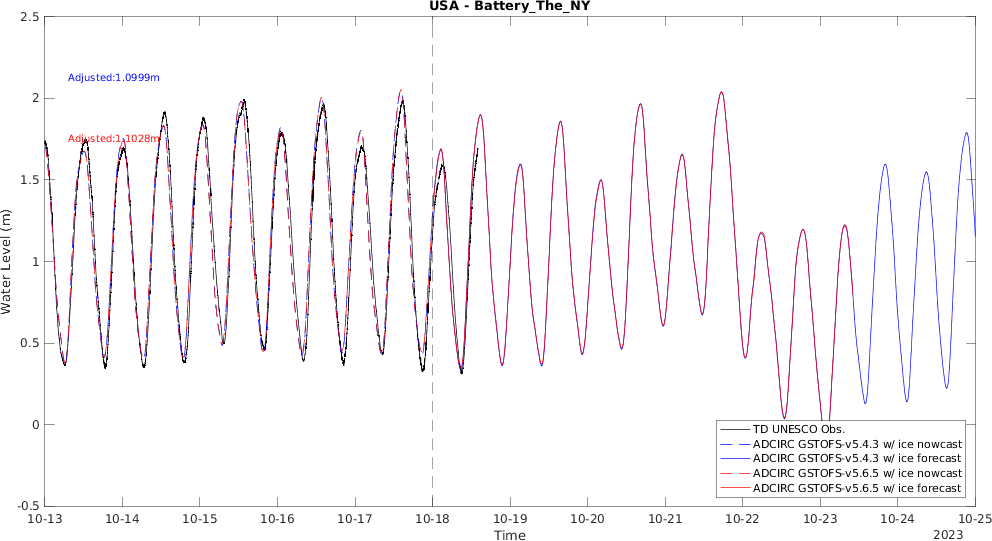 USA - Battery_The_NY
2.5
2
1.5
1
0.5
0
-0.5
Water Level (m)
Adjusted:1.0999m
Adjusted:1.1028m
TD UNESCO Obs.
ADCIRC GSTOFS-v5.4.3 w/ ice nowcast
ADCIRC GSTOFS-v5.4.3 w/ ice forecast
ADCIRC GSTOFS-v5.6.5 w/ ice nowcast
ADCIRC GSTOFS-v5.6.5 w/ ice forecast
10-13 10-14 10-15 10-16 10-17 10-18 10-19 10-20 10-21 10-22 10-23 10-24 10-25
Time
2023